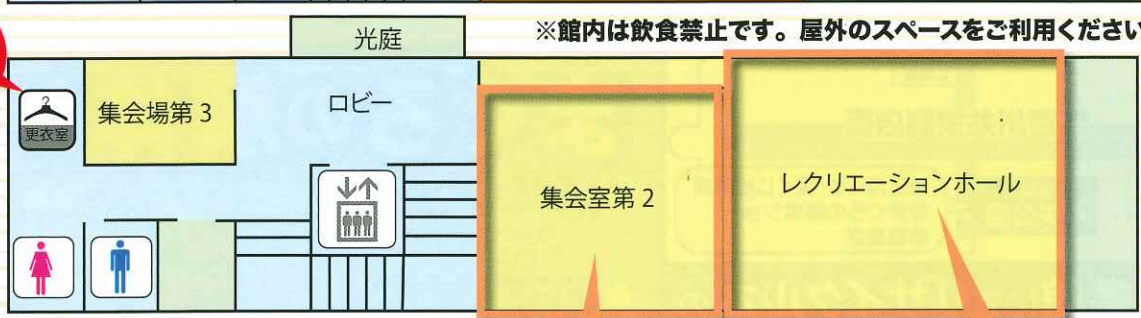 ※館内は飲食禁止です。屋外のスペースをご利用ください
光庭
更衣室
集会場第3
ロビー
集会室第2
レクリエーションホール